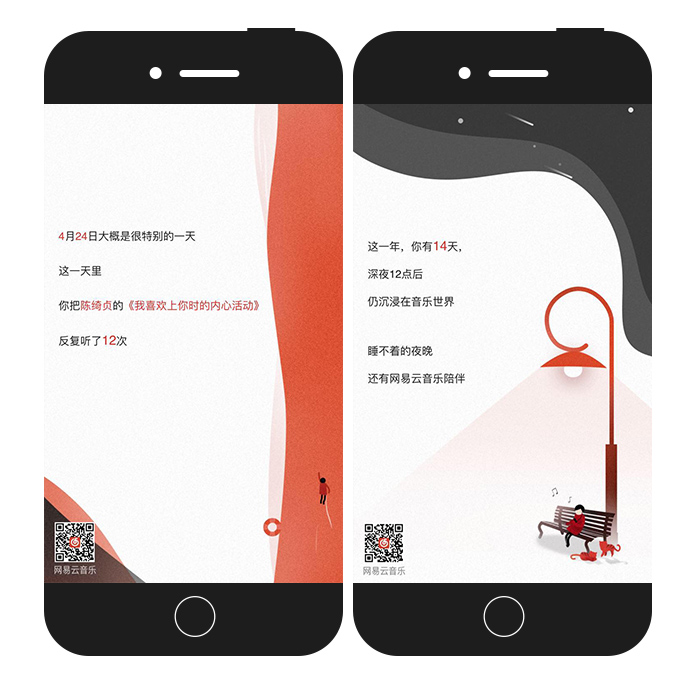 4月24日大概是很特别的一天
这一天里
你把陈绮贞的《我喜欢上你时的内心活动》
反复听了12次
网易云音乐
这一年，你有14天，
深夜12点后
仍沉浸在音乐世界
睡不着的夜晚
还有网易云音乐陪伴
网易云音乐